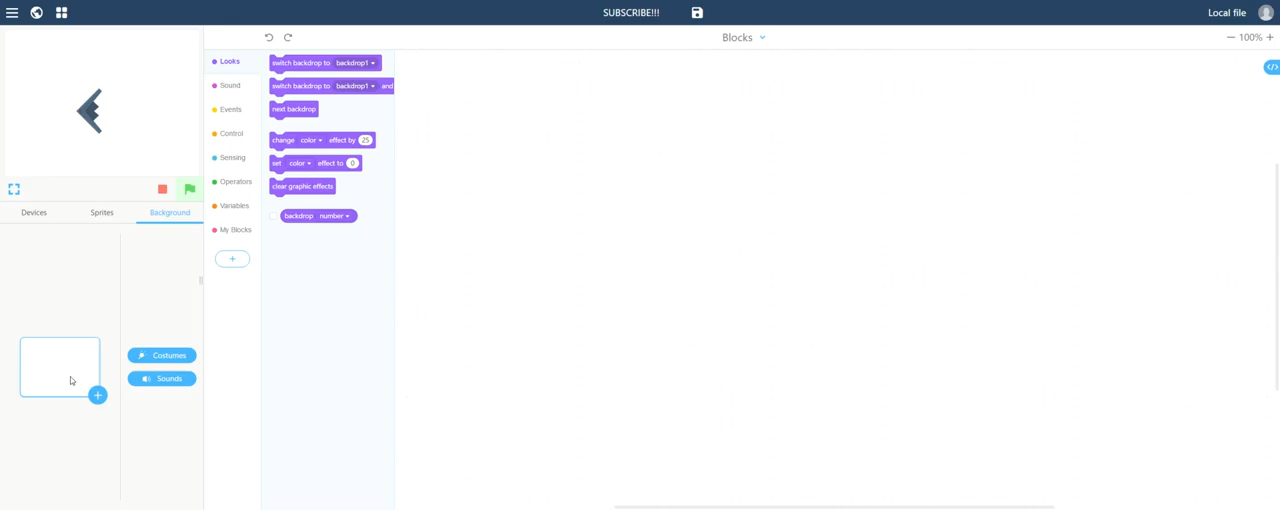 SUBSCRIBE!!!
Local file
Blocks
100%
Looks
Sound
Events
Control
Sensing
Operators
Variables
My Blocks
+
switch backdrop to backdrop1
switch backdrop to backdrop1 and
next backdrop
change color effect by 25
set color effect to 0
clear graphic effects
backdrop number
Devices Sprites Background
Costumes
Sounds